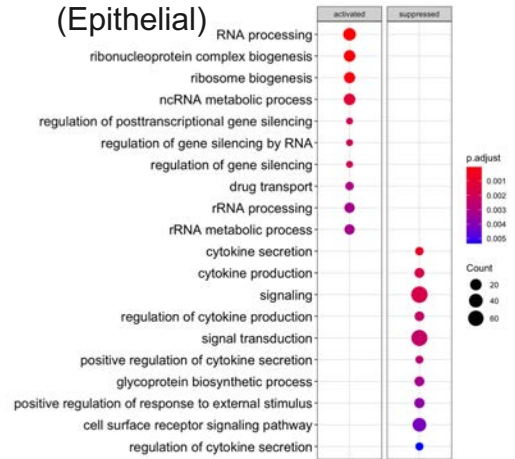 (Epithelial)
activated
suppressed
RNA processing
ribonucleoprotein complex biogenesis
ribosome biogenesis
ncRNA metabolic process
regulation of posttranscriptional gene silencing
regulation of gene silencing by RNA
regulation of gene silencing
drug transport
rRNA processing
rRNA metabolic process
cytokine secretion
cytokine production
signaling
regulation of cytokine production
signal transduction
positive regulation of cytokine secretion
glycoprotein biosynthetic process
positive regulation of response to external stimulus
cell surface receptor signaling pathway
regulation of cytokine secretion
p.adjust
0.001
0.002
0.003
0.004
0.005
Count
20
40
60